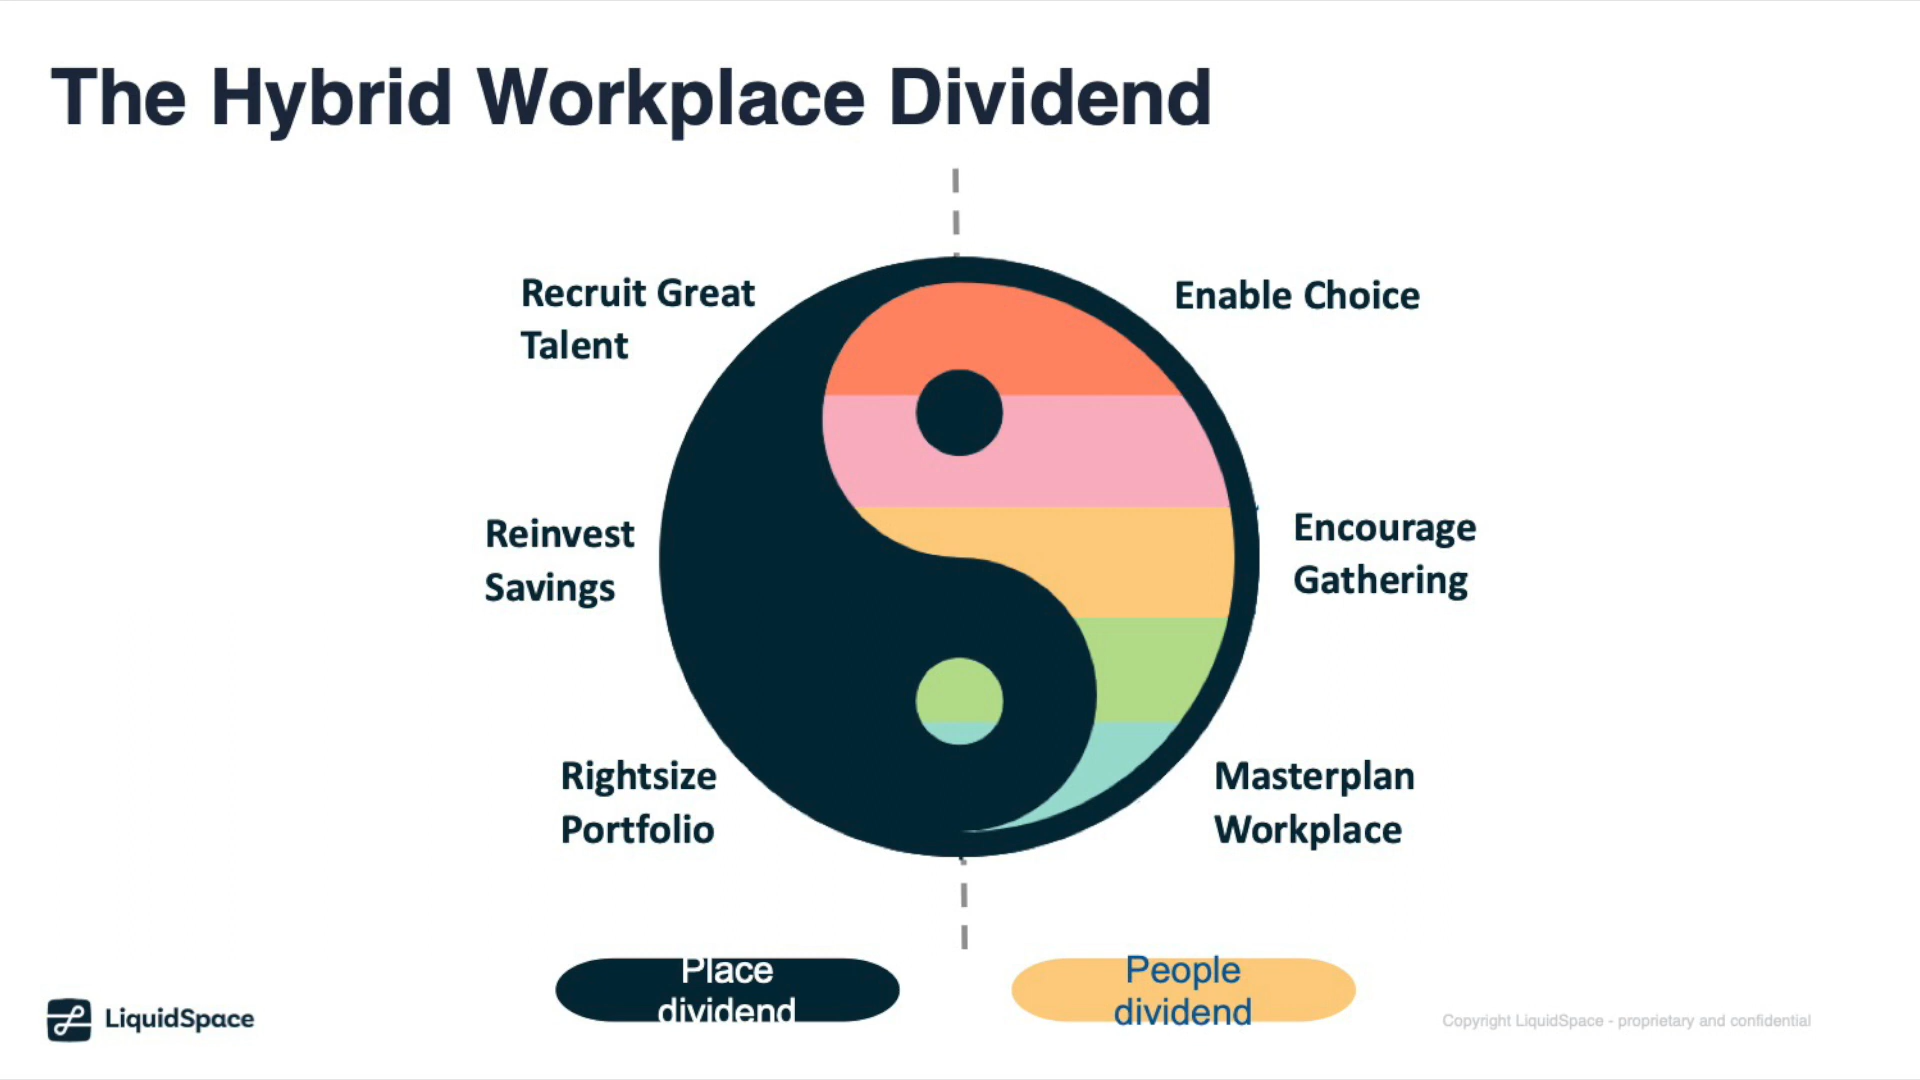 The Hybrid Workplace Dividend
Recruit Great
Talent
Enable Choice
Reinvest
Savings
Encourage
Gathering
Rightsize
Portfolio
Masterplan
Workplace
Place
dividend
People
dividend
LiquidSpace
Copyright LiquidSpace - proprietary and confidential